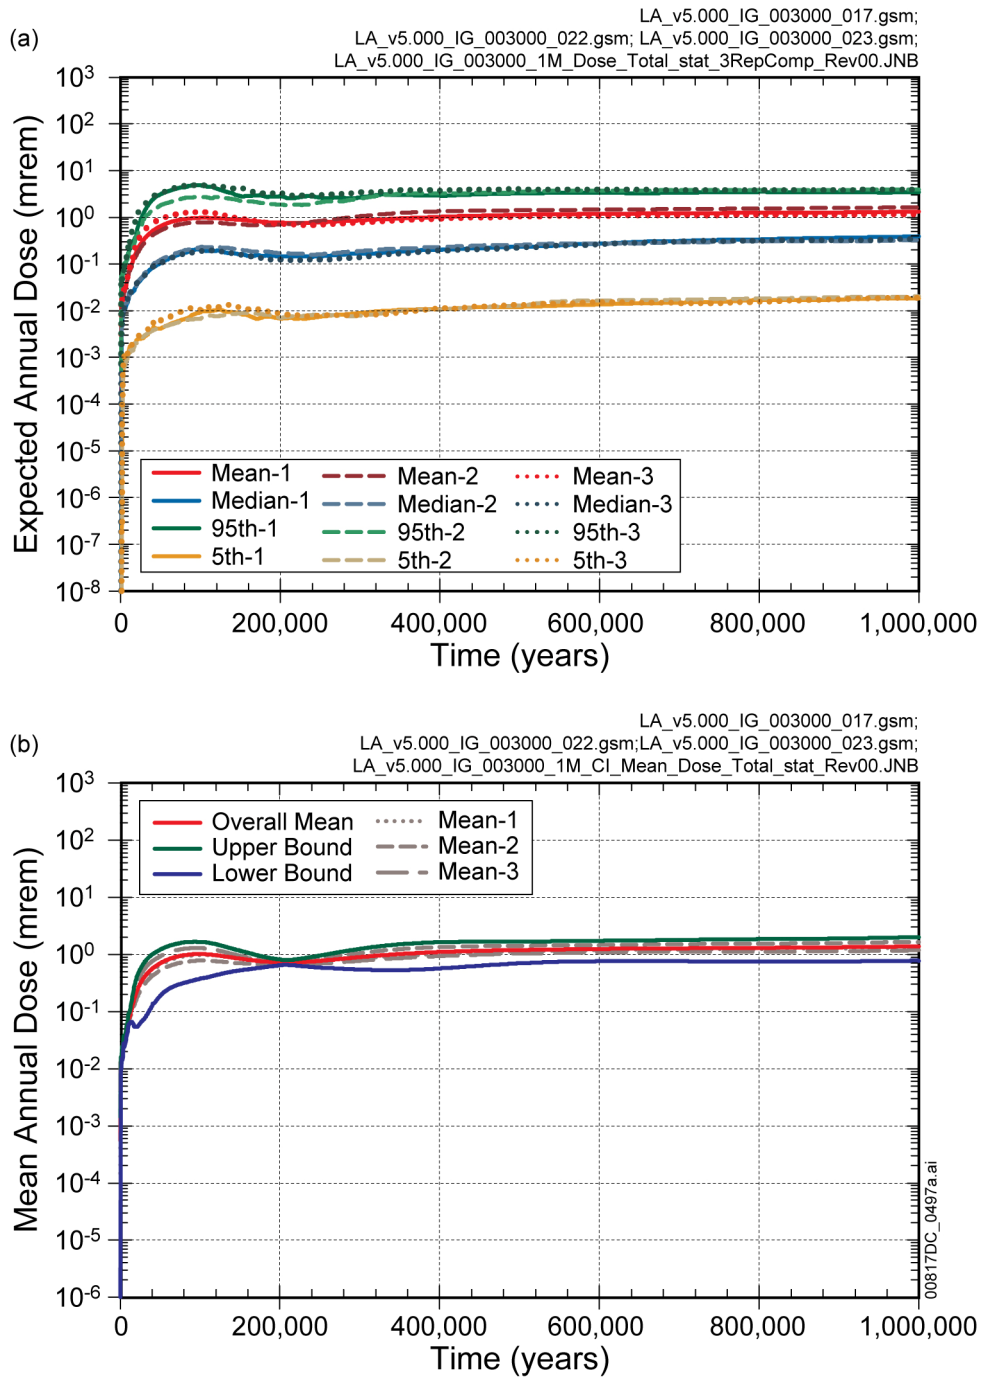 (a)
LA_v5.000_IG_003000_017.gsm;
LA_v5.000_IG_003000_022.gsm; LA_v5.000_IG_003000_023.gsm;
LA_v5.000_IG_003000_1M_Dose_Total_stat_3RepComp_Rev00.JNB
Expected Annual Dose (mrem)
10³
10²
10¹
10⁰
10⁻¹
10⁻²
10⁻³
10⁻⁴
10⁻⁵
10⁻⁶
10⁻⁷
10⁻⁸
Mean-1 Mean-2 Mean-3
Median-1 Median-2 Median-3
95th-1 95th-2 95th-3
5th-1 5th-2 5th-3
0 200,000 400,000 600,000 800,000 1,000,000
Time (years)
(b)
LA_v5.000_IG_003000_017.gsm;
LA_v5.000_IG_003000_022.gsm;LA_v5.000_IG_003000_023.gsm;
LA_v5.000_IG_003000_1M_CI_Mean_Dose_Total_stat_Rev00.JNB
Mean Annual Dose (mrem)
10³
10²
10¹
10⁰
10⁻¹
10⁻²
10⁻³
10⁻⁴
10⁻⁵
10⁻⁶
Overall Mean Mean-1
Upper Bound Mean-2
Lower Bound Mean-3
0 200,000 400,000 600,000 800,000 1,000,000
Time (years)
00817DC_0497a.ai